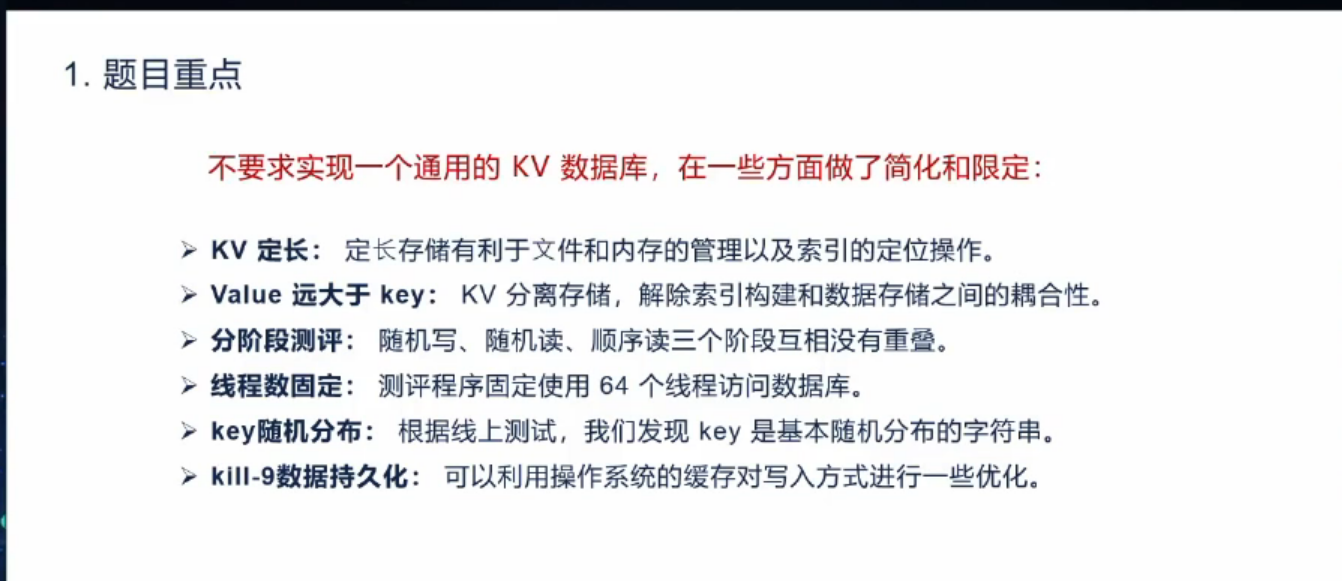 1. 题目重点
不要求实现一个通用的 KV 数据库，在一些方面做了简化和限定：
➢ KV 定长： 定长存储有利于文件和内存的管理以及索引的定位操作。
➢ Value 远大于 key： KV 分离存储，解除索引构建和数据存储之间的耦合性。
➢ 分阶段测评： 随机写、随机读、顺序读三个阶段互相没有重叠。
➢ 线程数固定： 测评程序固定使用 64 个线程访问数据库。
➢ key随机分布： 根据线上测试，我们发现 key 是基本随机分布的字符串。
➢ kill-9数据持久化： 可以利用操作系统的缓存对写入方式进行一些优化。